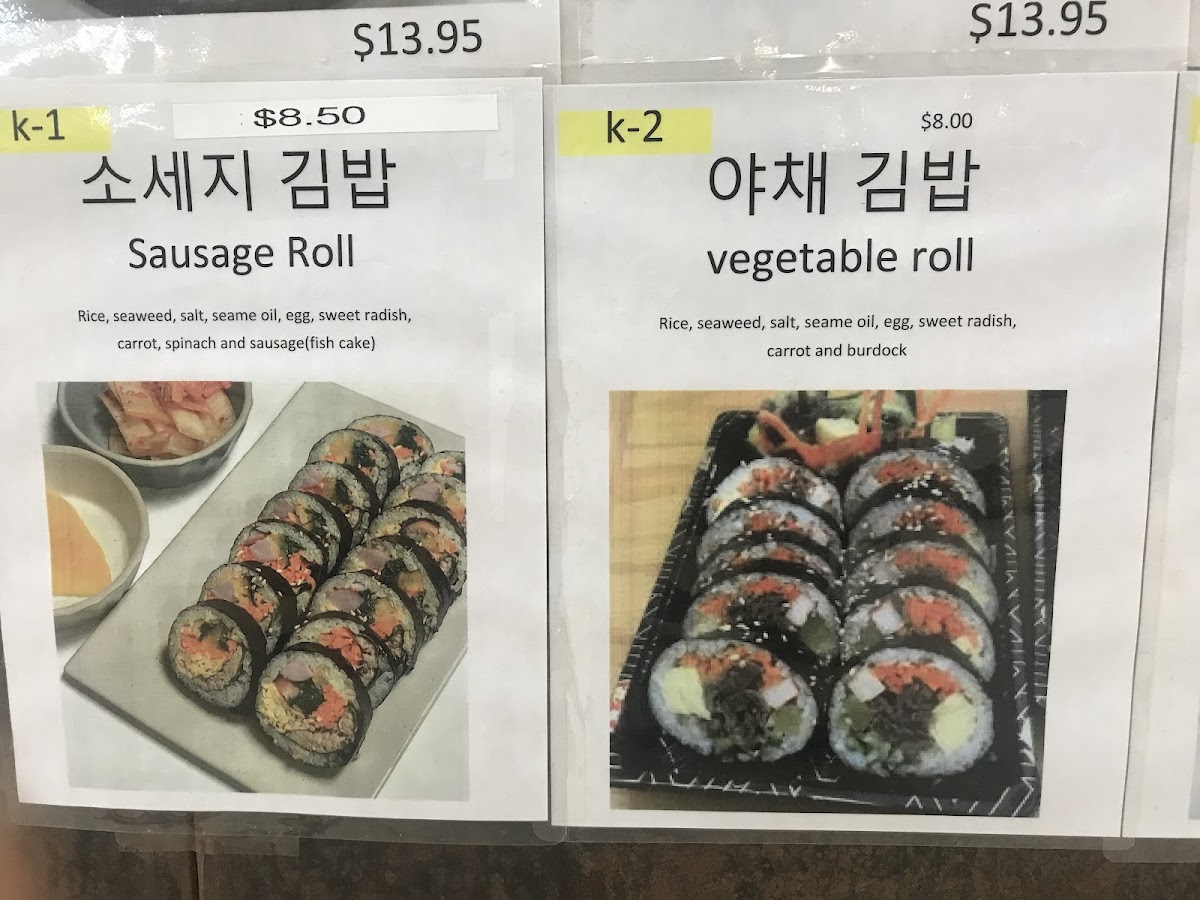 $13.95
$13.95
k-1
$8.50
소세지 김밥
Sausage Roll
Rice, seaweed, salt, seame oil, egg, sweet radish,
carrot, spinach and sausage(fish cake)
k-2
$8.00
야채 김밥
vegetable roll
Rice, seaweed, salt, seame oil, egg, sweet radish,
carrot and burdock